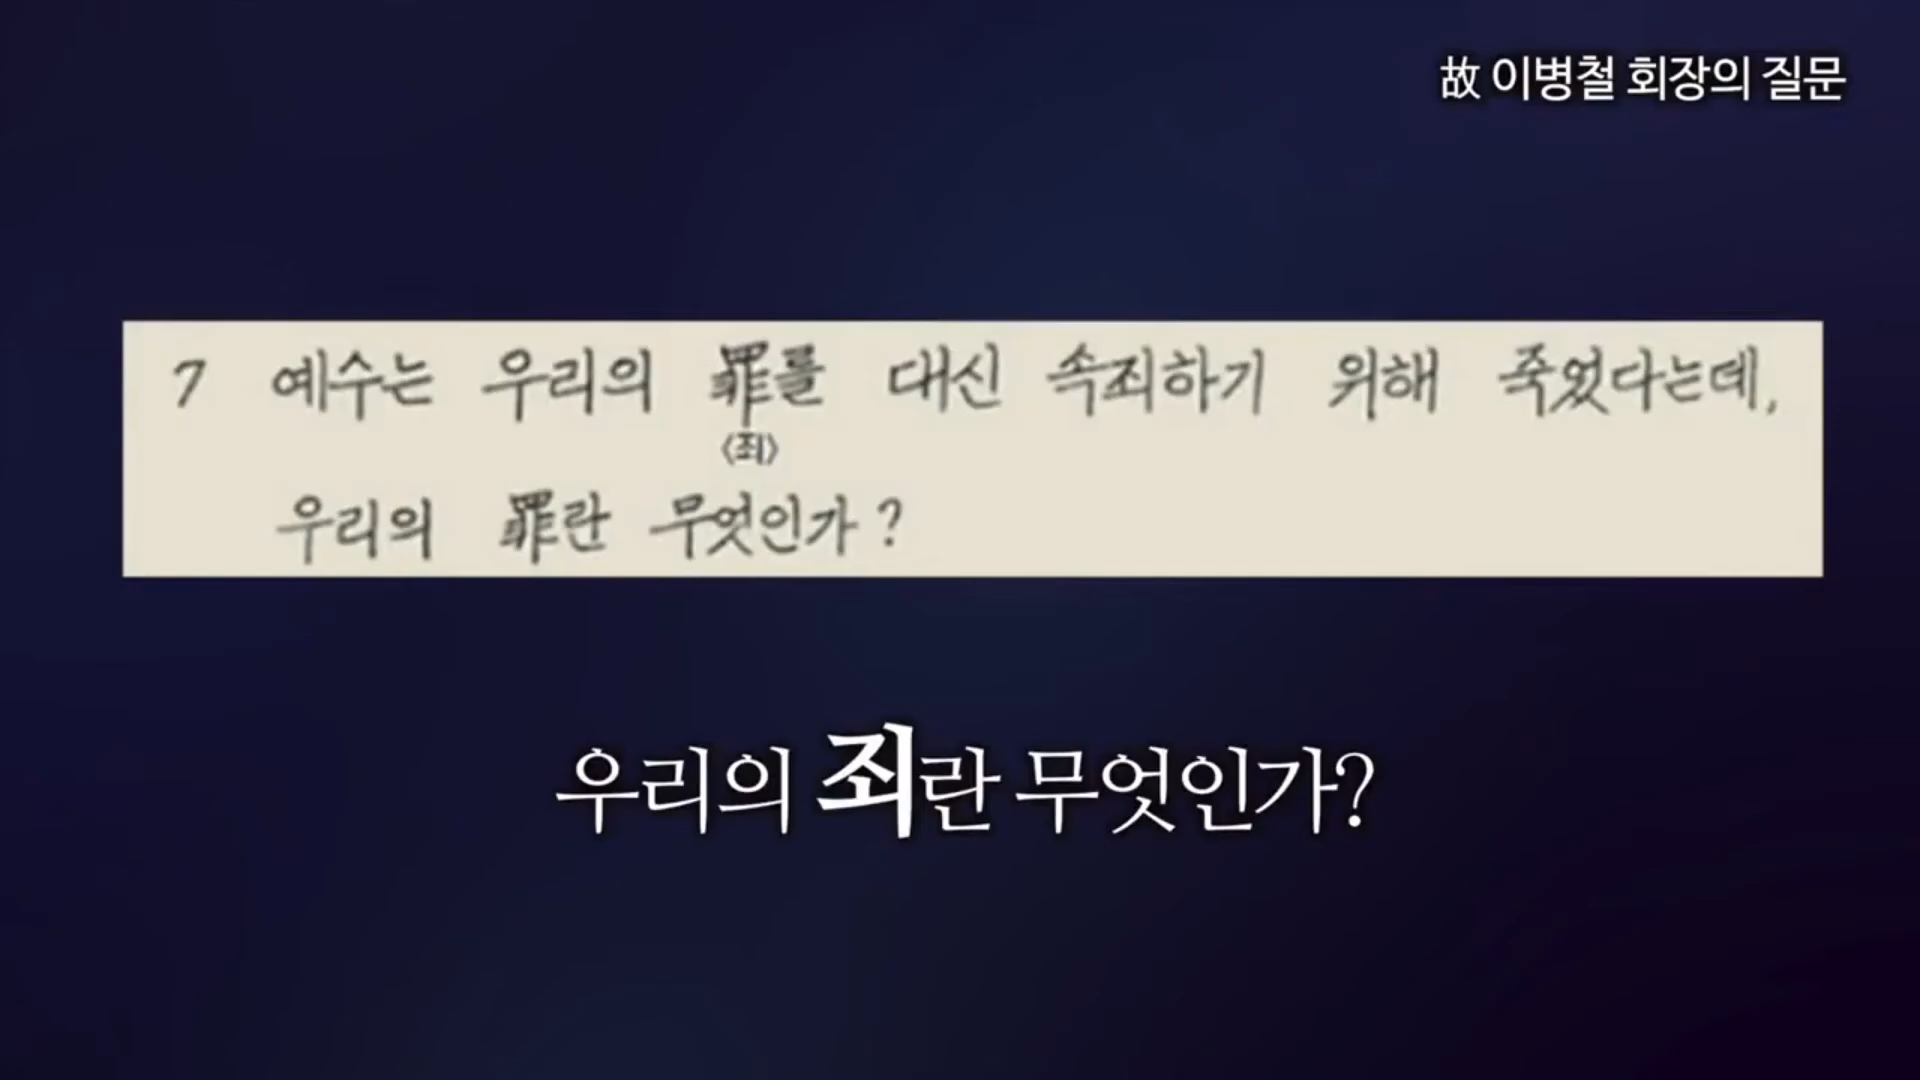 故 이병철 회장의 질문
7 예수는 우리의 罪를 대신 속죄하기 위해 죽었다는데,
〈죄〉
우리의 罪란 무엇인가?
우리의 죄란 무엇인가?